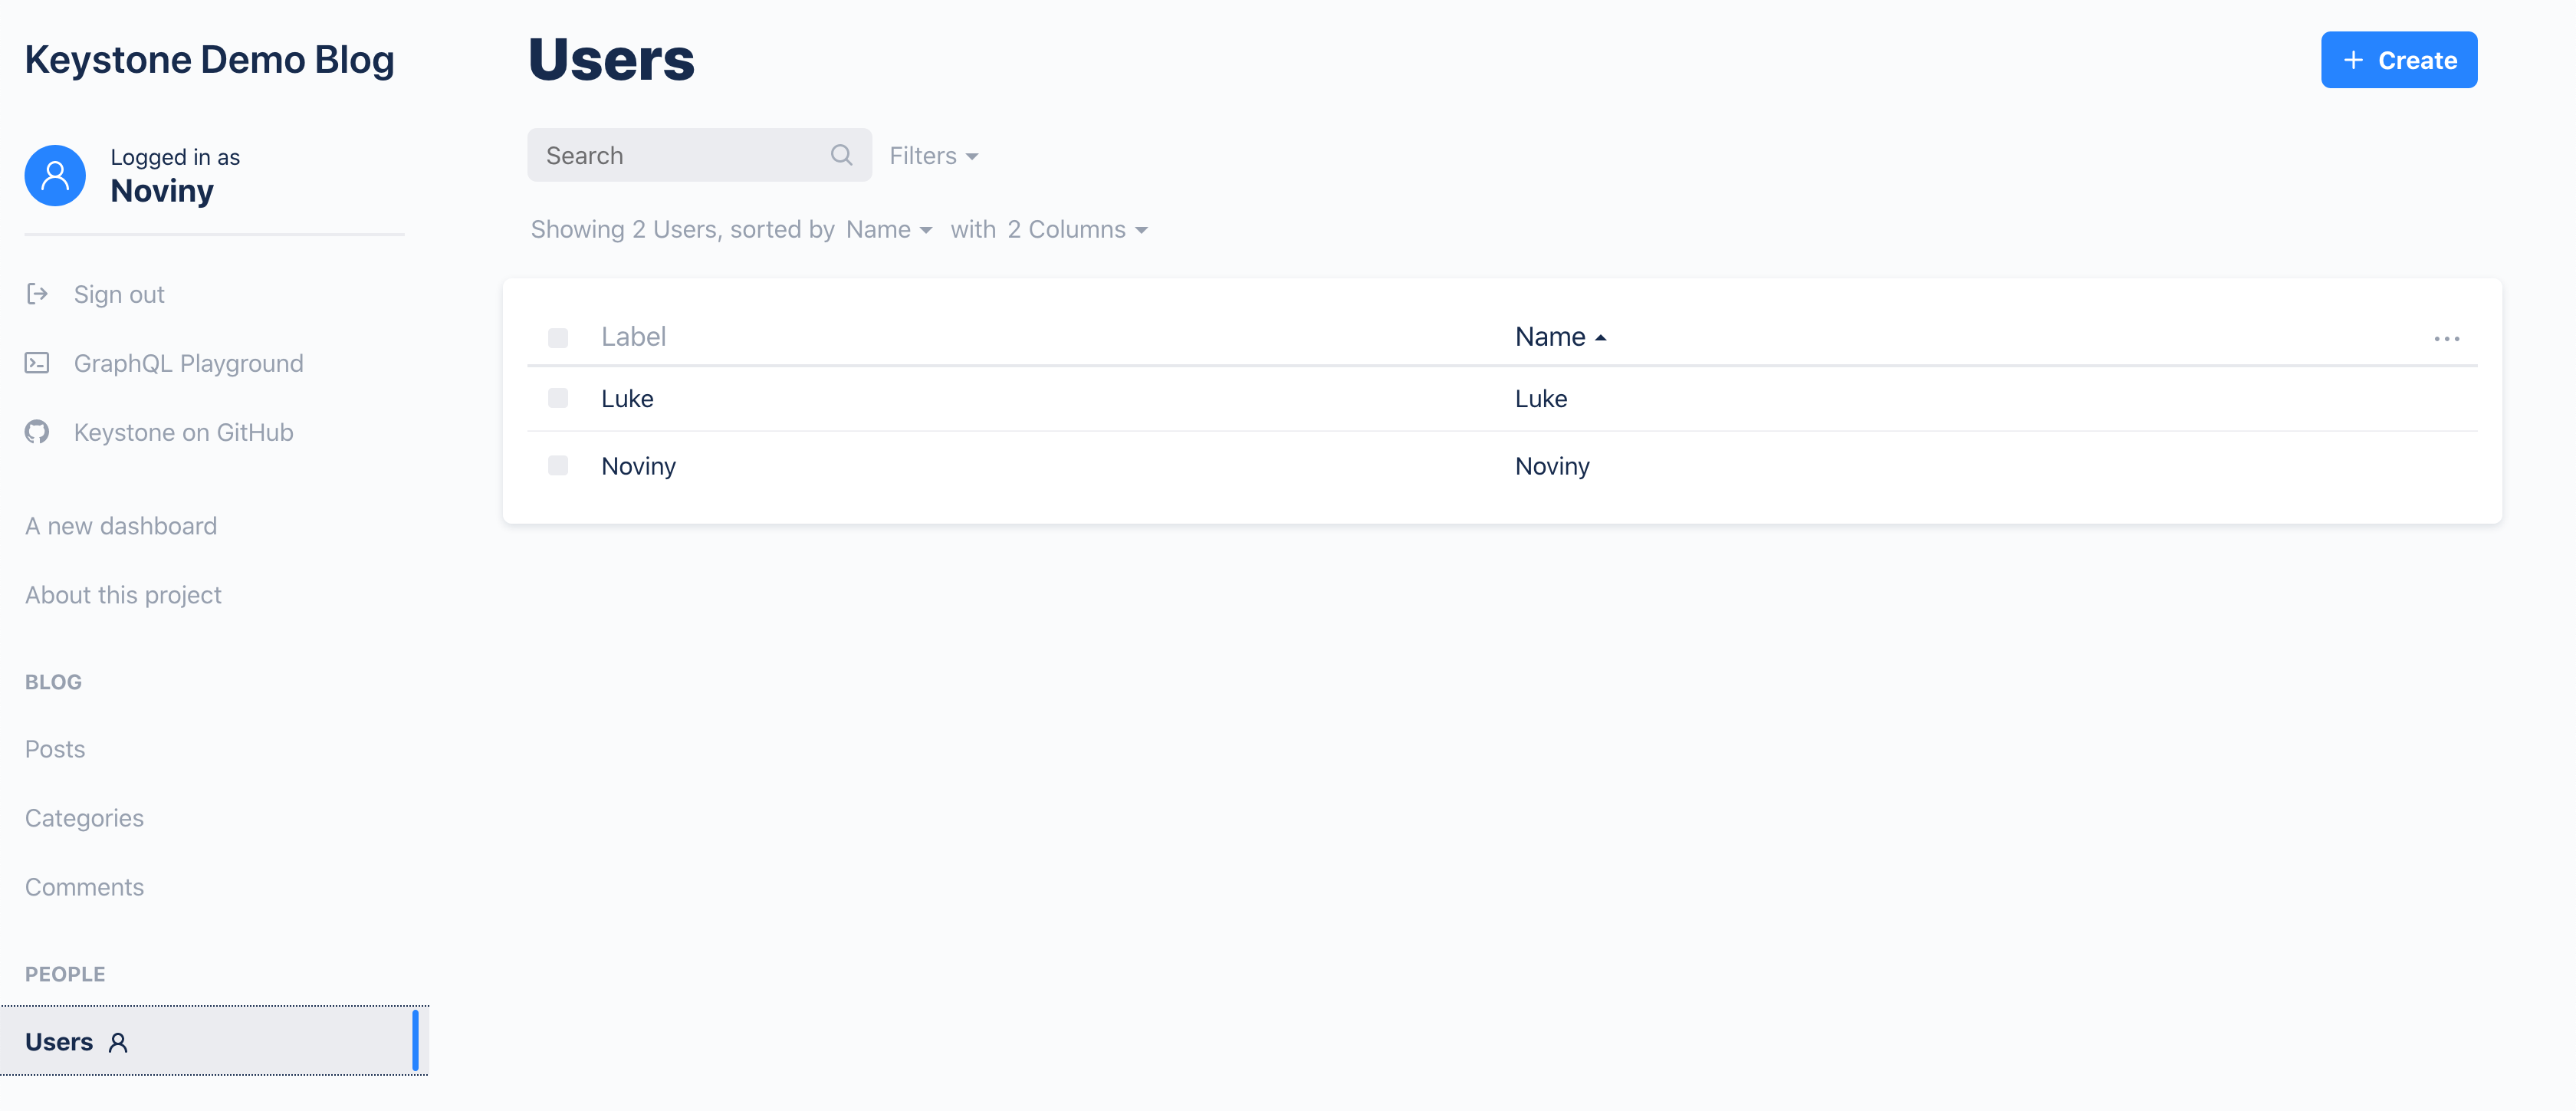 Keystone Demo Blog
Logged in as
Noviny
Sign out
GraphQL Playground
Keystone on GitHub
A new dashboard
About this project
BLOG
Posts
Categories
Comments
PEOPLE
Users
Users
Create
Search
Filters
Showing 2 Users, sorted by Name with 2 Columns
Label Name
Luke Luke
Noviny Noviny